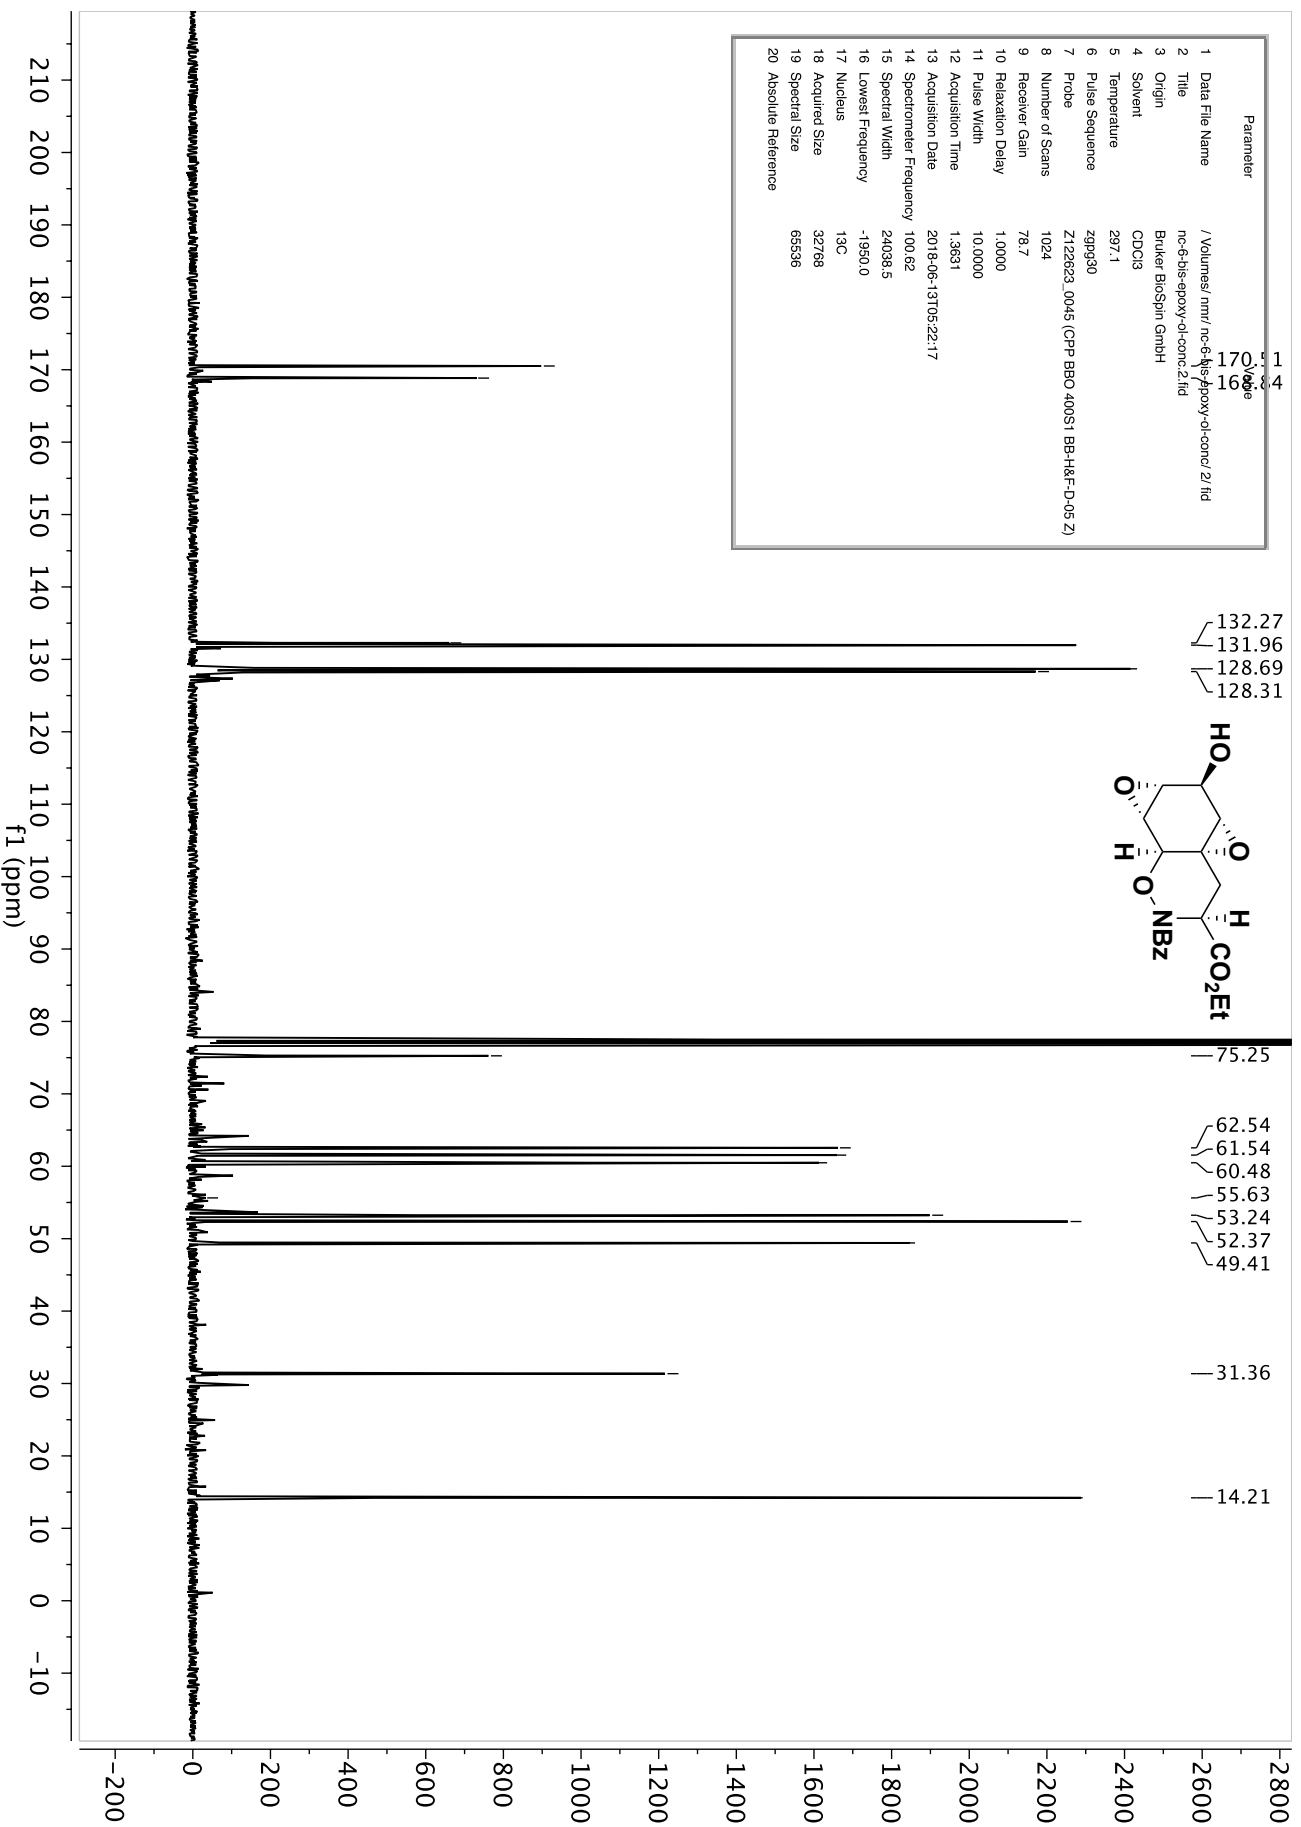 Parameter Value
1 Data File Name / Volumes/ nmr/ nc-6-bis-epoxy-ol-conc/ 2/ fid
2 Title nc-6-bis-epoxy-ol-conc.2.fid
3 Origin Bruker BioSpin GmbH
4 Solvent CDCl3
5 Temperature 297.1
6 Pulse Sequence zgpg30
7 Probe Z122623_0045 (CPP BBO 400S1 BB-H&F-D-05 Z)
8 Number of Scans 1024
9 Receiver Gain 78.7
10 Relaxation Delay 1.0000
11 Pulse Width 10.0000
12 Acquisition Time 1.3631
13 Acquisition Date 2018-06-13T05:22:17
14 Spectrometer Frequency 100.62
15 Spectral Width 24038.5
16 Lowest Frequency -1950.0
17 Nucleus 13C
18 Acquired Size 32768
19 Spectral Size 65536
20 Absolute Reference
170.51
168.84
132.27
131.96
128.69
128.31
75.25
62.54
61.54
60.48
55.63
53.24
52.37
49.41
31.36
14.21
HO
O
O
H
H
O
NBz
CO2Et
2800
2600
2400
2200
2000
1800
1600
1400
1200
1000
800
600
400
200
0
-200
210 200 190 180 170 160 150 140 130 120 110 100 90 80 70 60 50 40 30 20 10 0 -10
f1 (ppm)